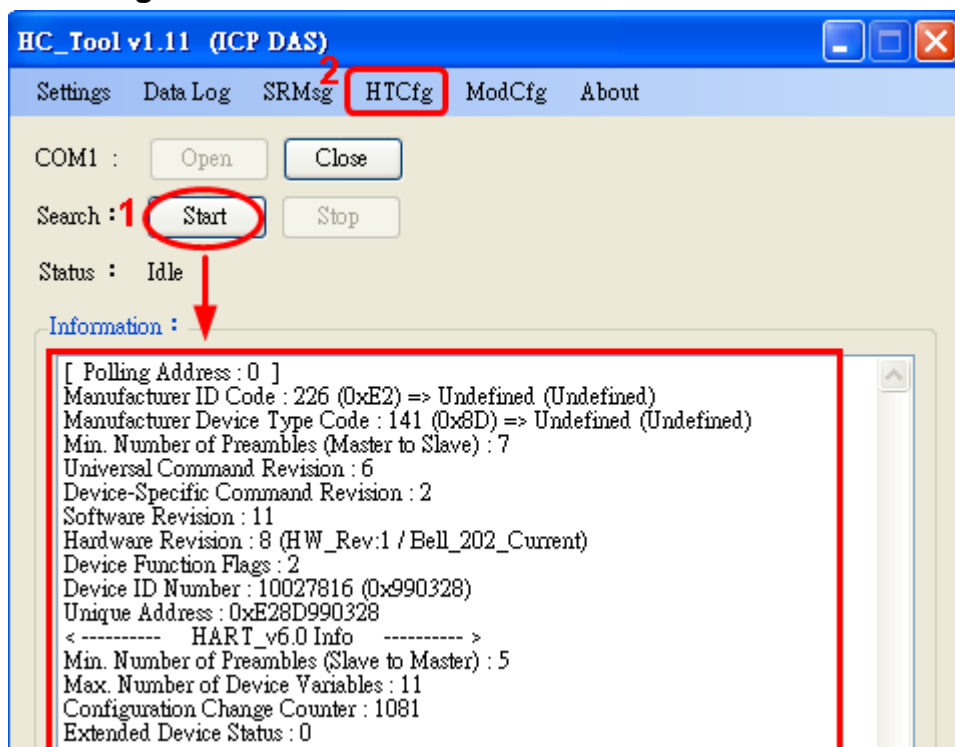 HC_Tool v1.11 (ICP DAS)
2
Settings Data Log SRMsg HTCfg ModCfg About
COM1 : Open Close
Search : 1 Start Stop
Status : Idle
Information :
[ Polling Address : 0 ]
Manufacturer ID Code : 226 (0xE2) => Undefined (Undefined)
Manufacturer Device Type Code : 141 (0x8D) => Undefined (Undefined)
Min. Number of Preambles (Master to Slave) : 7
Universal Command Revision : 6
Device-Specific Command Revision : 2
Software Revision : 11
Hardware Revision : 8 (HW_Rev:1 / Bell_202_Current)
Device Function Flags : 2
Device ID Number : 10027816 (0x990328)
Unique Address : 0xE28D990328
< ---------- HART_v6.0 Info ---------- >
Min. Number of Preambles (Slave to Master) : 5
Max. Number of Device Variables : 11
Configuration Change Counter : 1081
Extended Device Status : 0